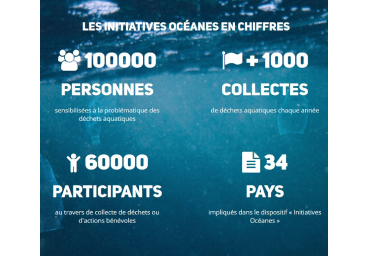 LES INITIATIVES OCÉANES EN CHIFFRES
100000
PERSONNES
sensibilisées à la problématique des
déchets aquatiques
+ 1000
COLLECTES
de déchets aquatiques chaque année
60000
PARTICIPANTS
au travers de collecte de déchets ou
d'actions bénévoles
34
PAYS
impliqués dans le dispositif « Initiatives
Océanes »